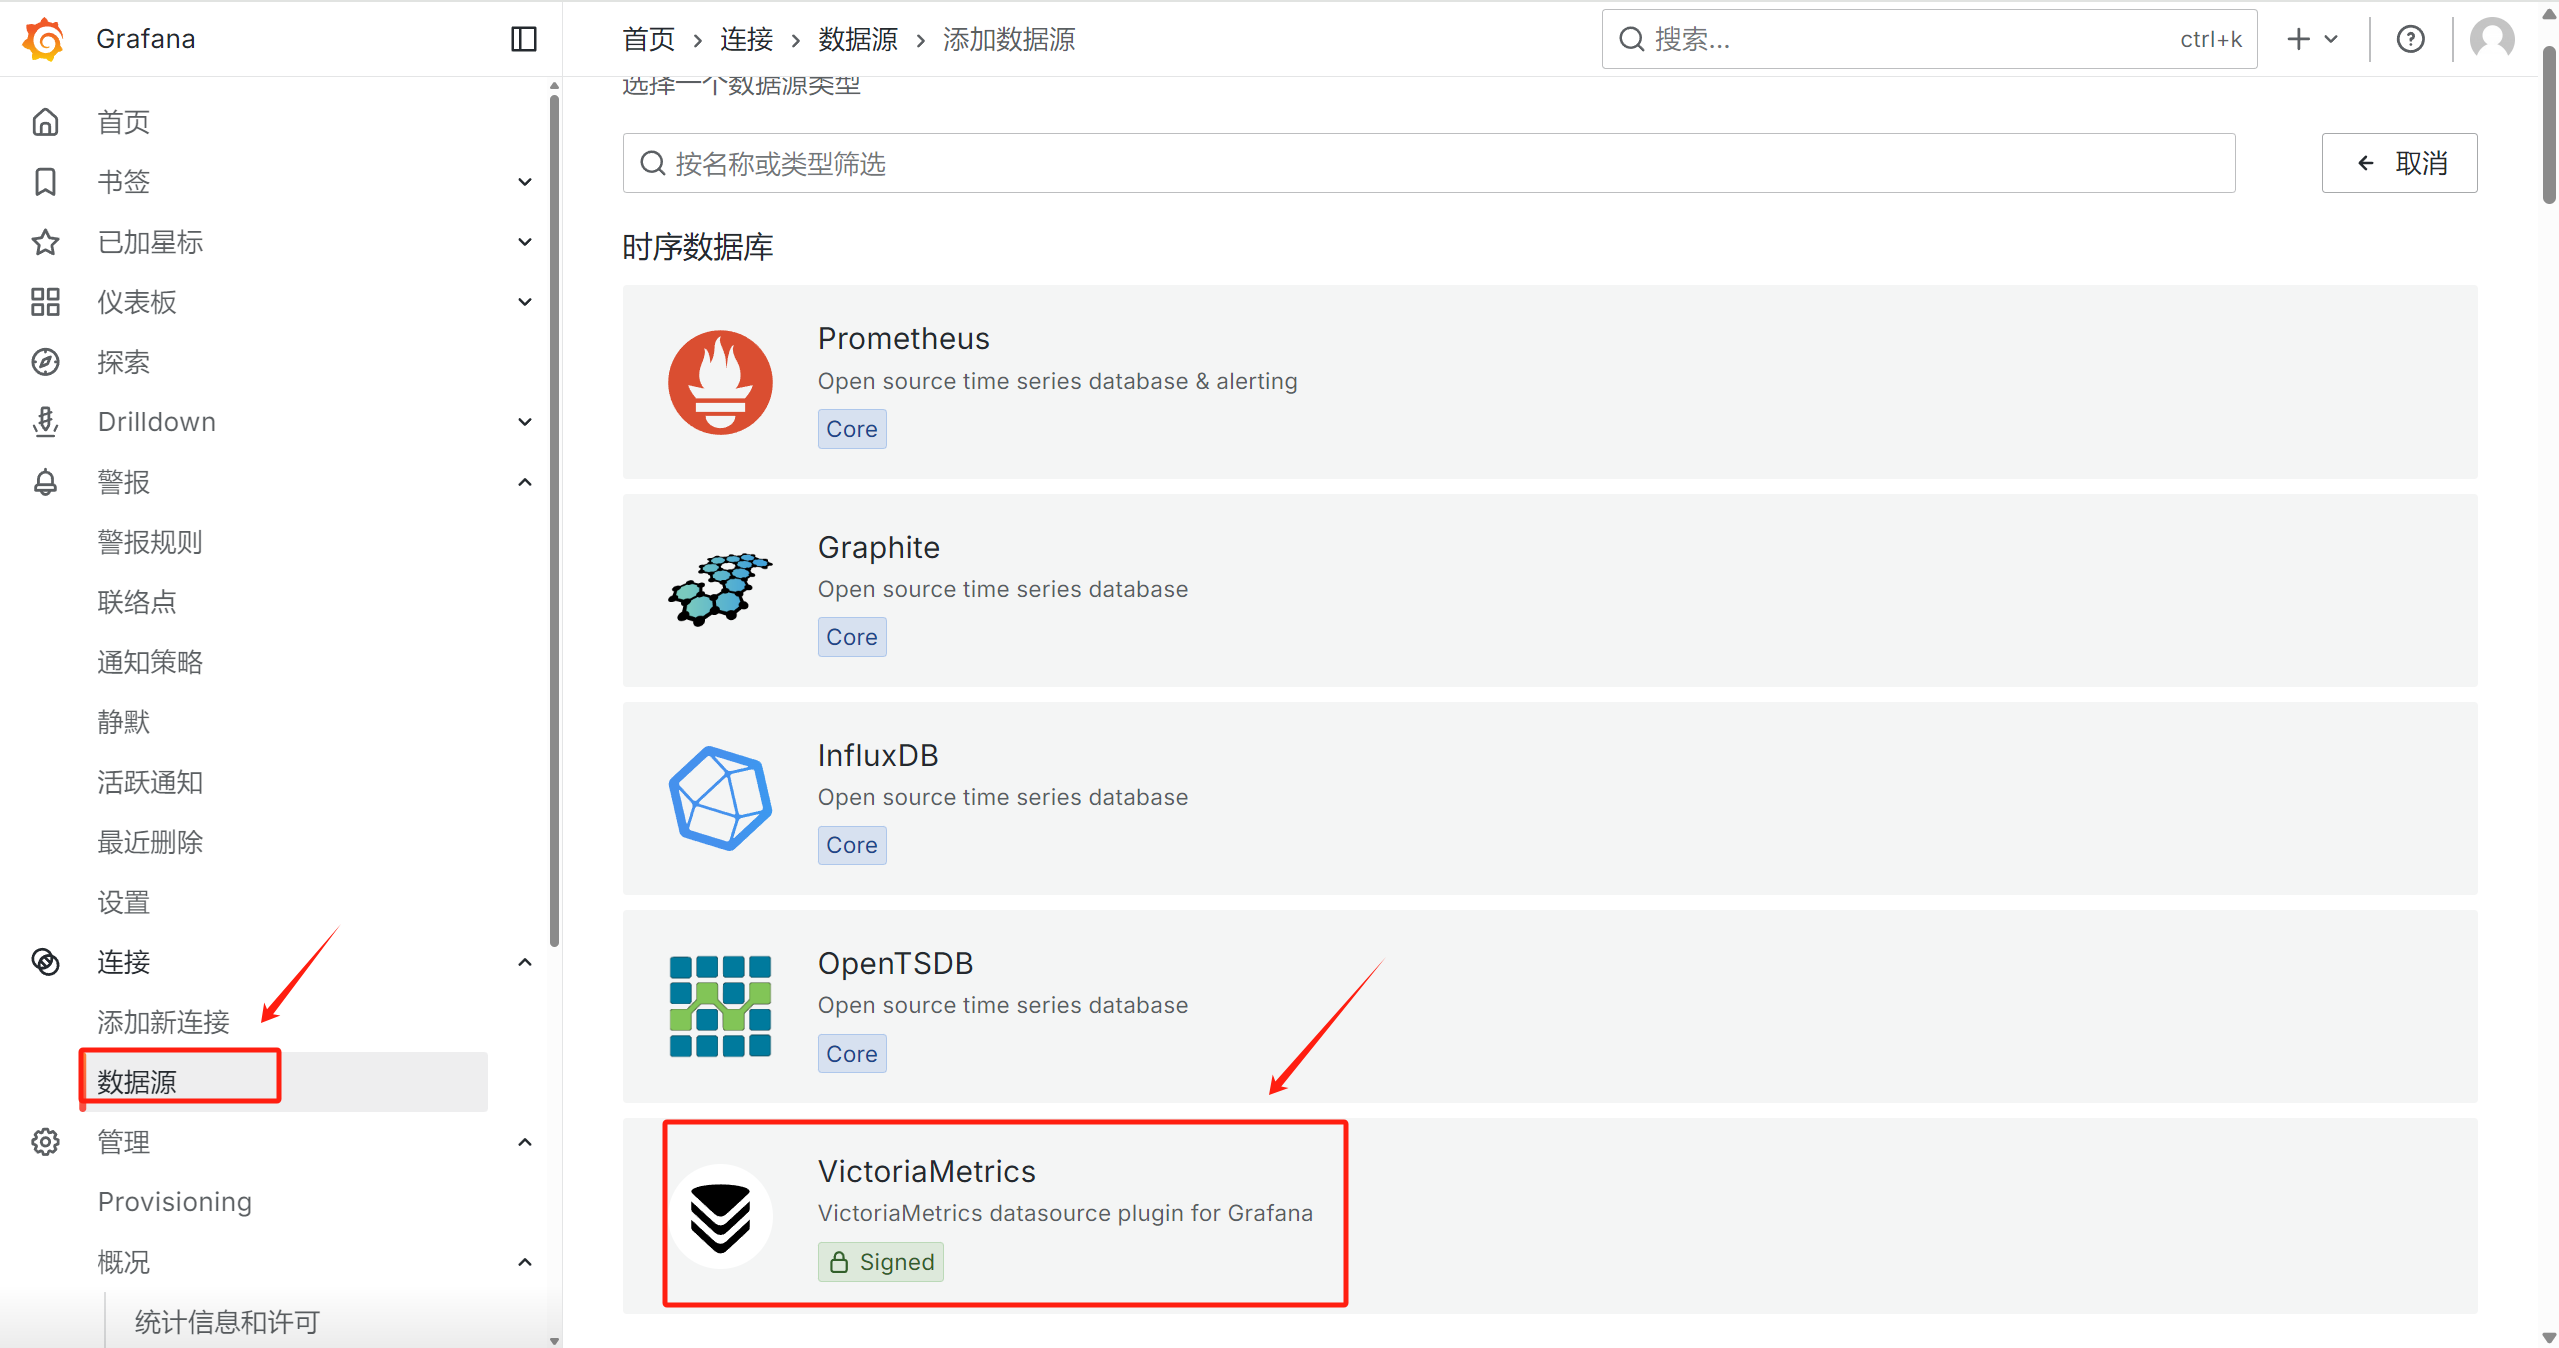 Grafana
首页
书签
已加星标
仪表板
探索
Drilldown
警报
警报规则
联络点
通知策略
静默
活跃通知
最近删除
设置
连接
添加新连接
数据源
管理
Provisioning
概况
统计信息和许可
首页 › 连接 › 数据源 › 添加数据源
搜索... ctrl+k
选择一个数据源类型
按名称或类型筛选
取消
时序数据库
Prometheus
Open source time series database & alerting
Core
Graphite
Open source time series database
Core
InfluxDB
Open source time series database
Core
OpenTSDB
Open source time series database
Core
VictoriaMetrics
VictoriaMetrics datasource plugin for Grafana
Signed